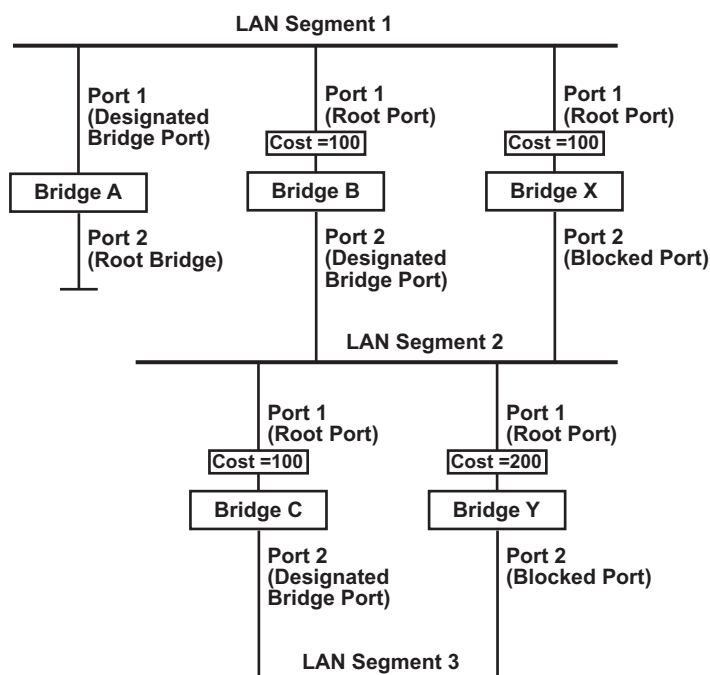 LAN Segment 1
Port 1
(Designated
Bridge Port)
Port 1
(Root Port)
Port 1
(Root Port)
Cost =100
Cost =100
Bridge A
Bridge B
Bridge X
Port 2
(Root Bridge)
Port 2
(Designated
Bridge Port)
Port 2
(Blocked Port)
LAN Segment 2
Port 1
(Root Port)
Port 1
(Root Port)
Cost =100
Cost =200
Bridge C
Bridge Y
Port 2
(Designated
Bridge Port)
Port 2
(Blocked Port)
LAN Segment 3